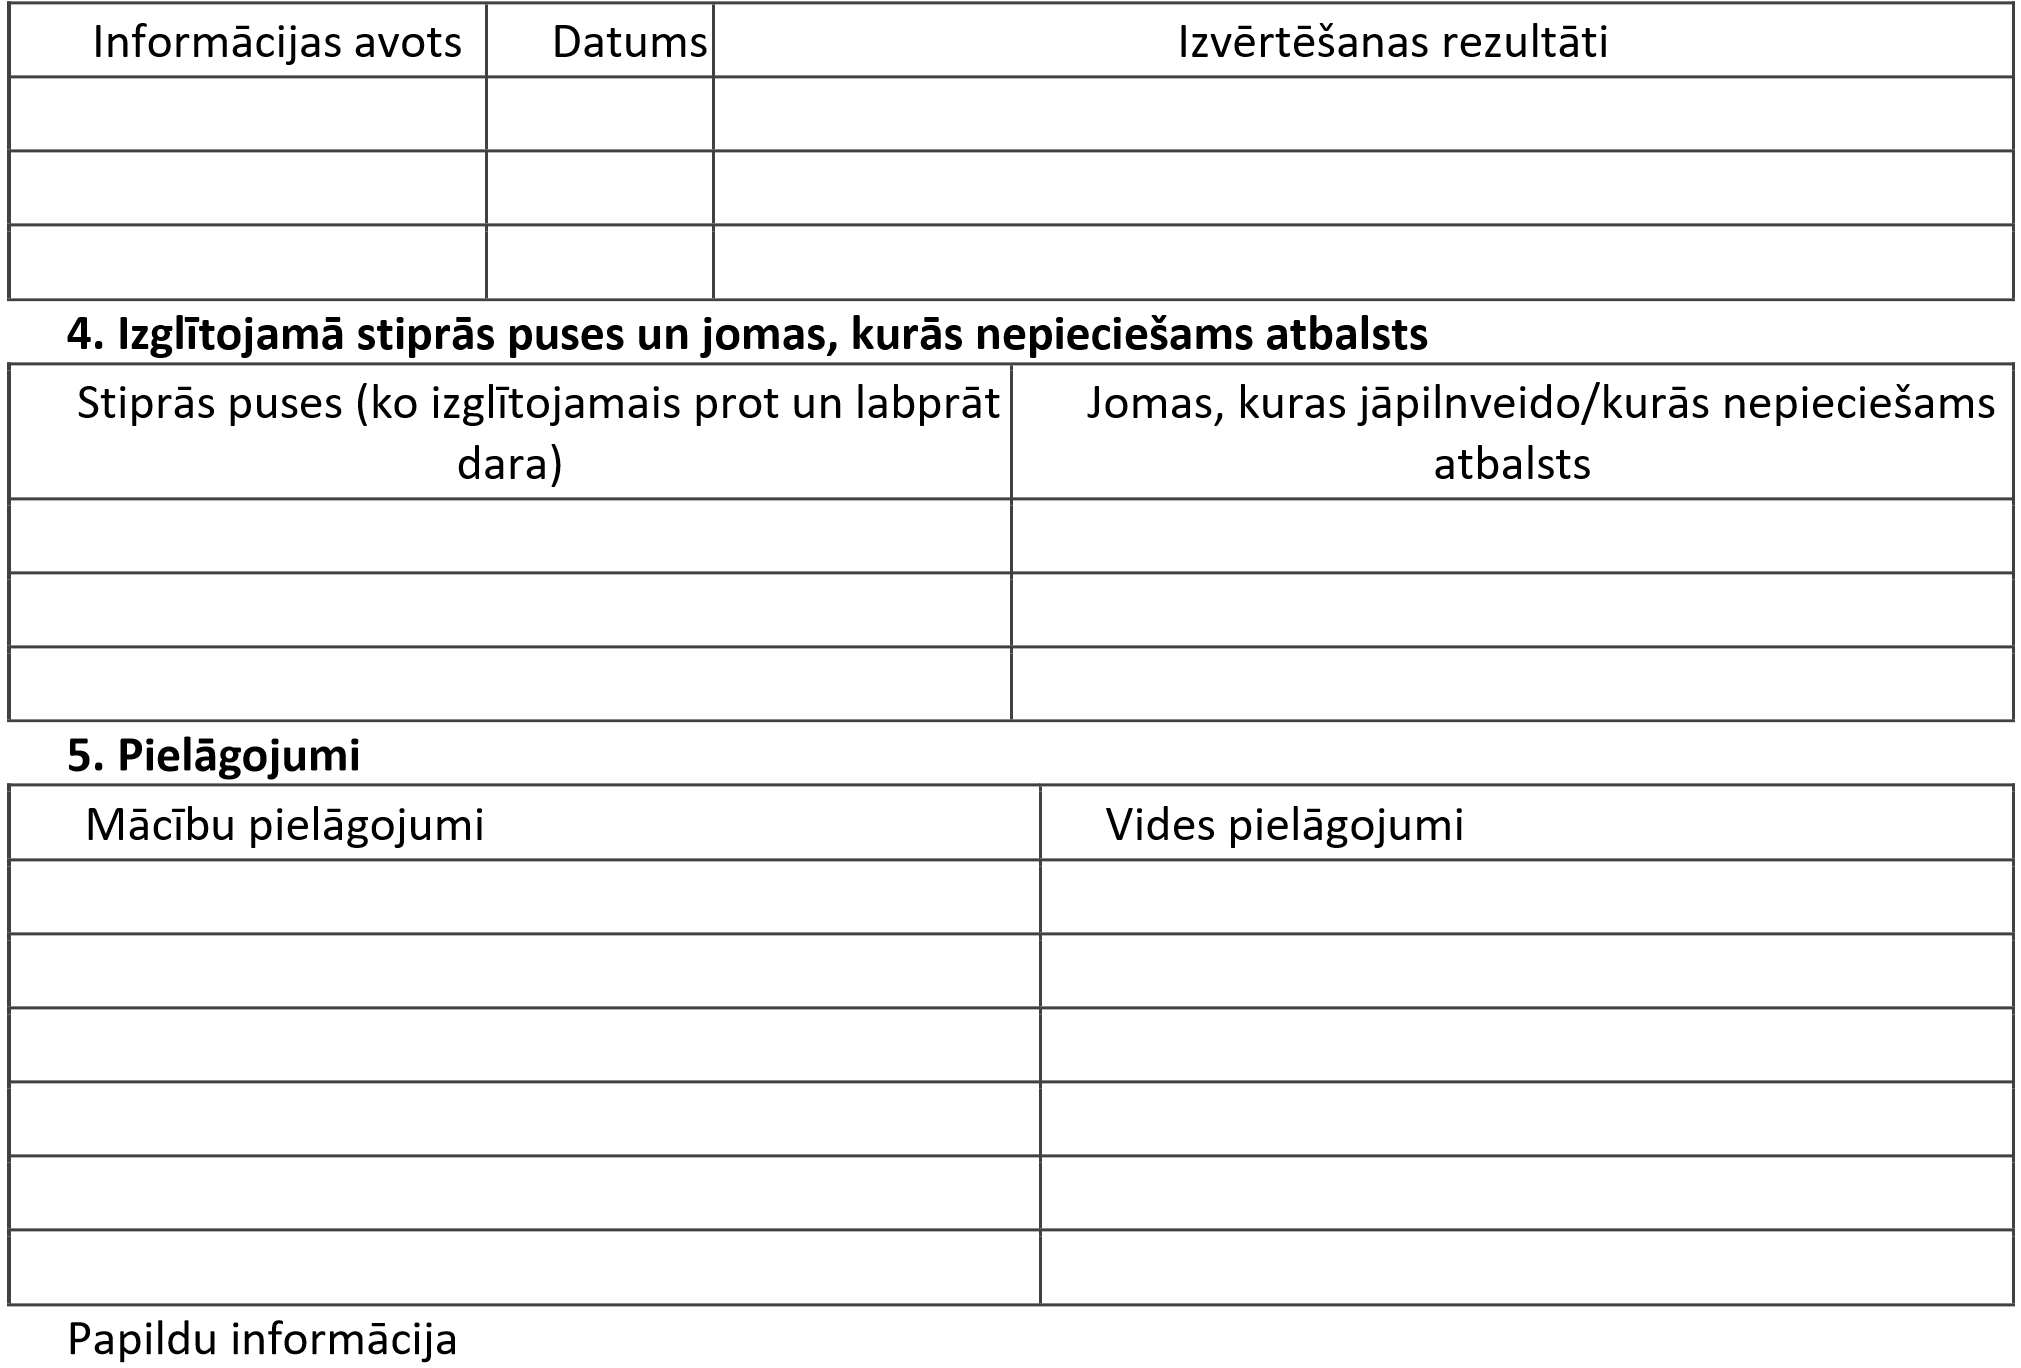 Informācijas avots Datums Izvērtēšanas rezultāti
4. Izglītojamā stiprās puses un jomas, kurās nepieciešams atbalsts
Stiprās puses (ko izglītojamais prot un labprāt
dara)
Jomas, kuras jāpilnveido/kurās nepieciešams
atbalsts
5. Pielāgojumi
Mācību pielāgojumi Vides pielāgojumi
Papildu informācija